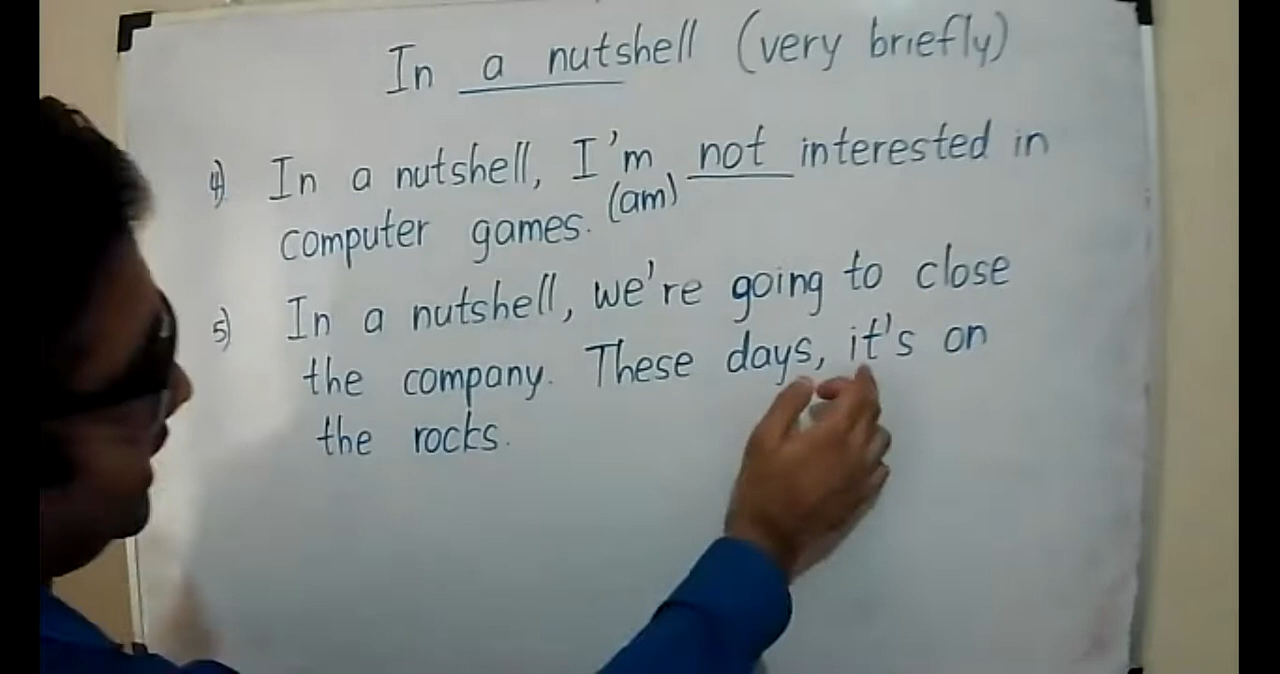 In a nutshell (very briefly)
4) In a nutshell, I'm not interested in
(am)
computer games.
5) In a nutshell, we're going to close
the company. These days, it's on
the rocks.